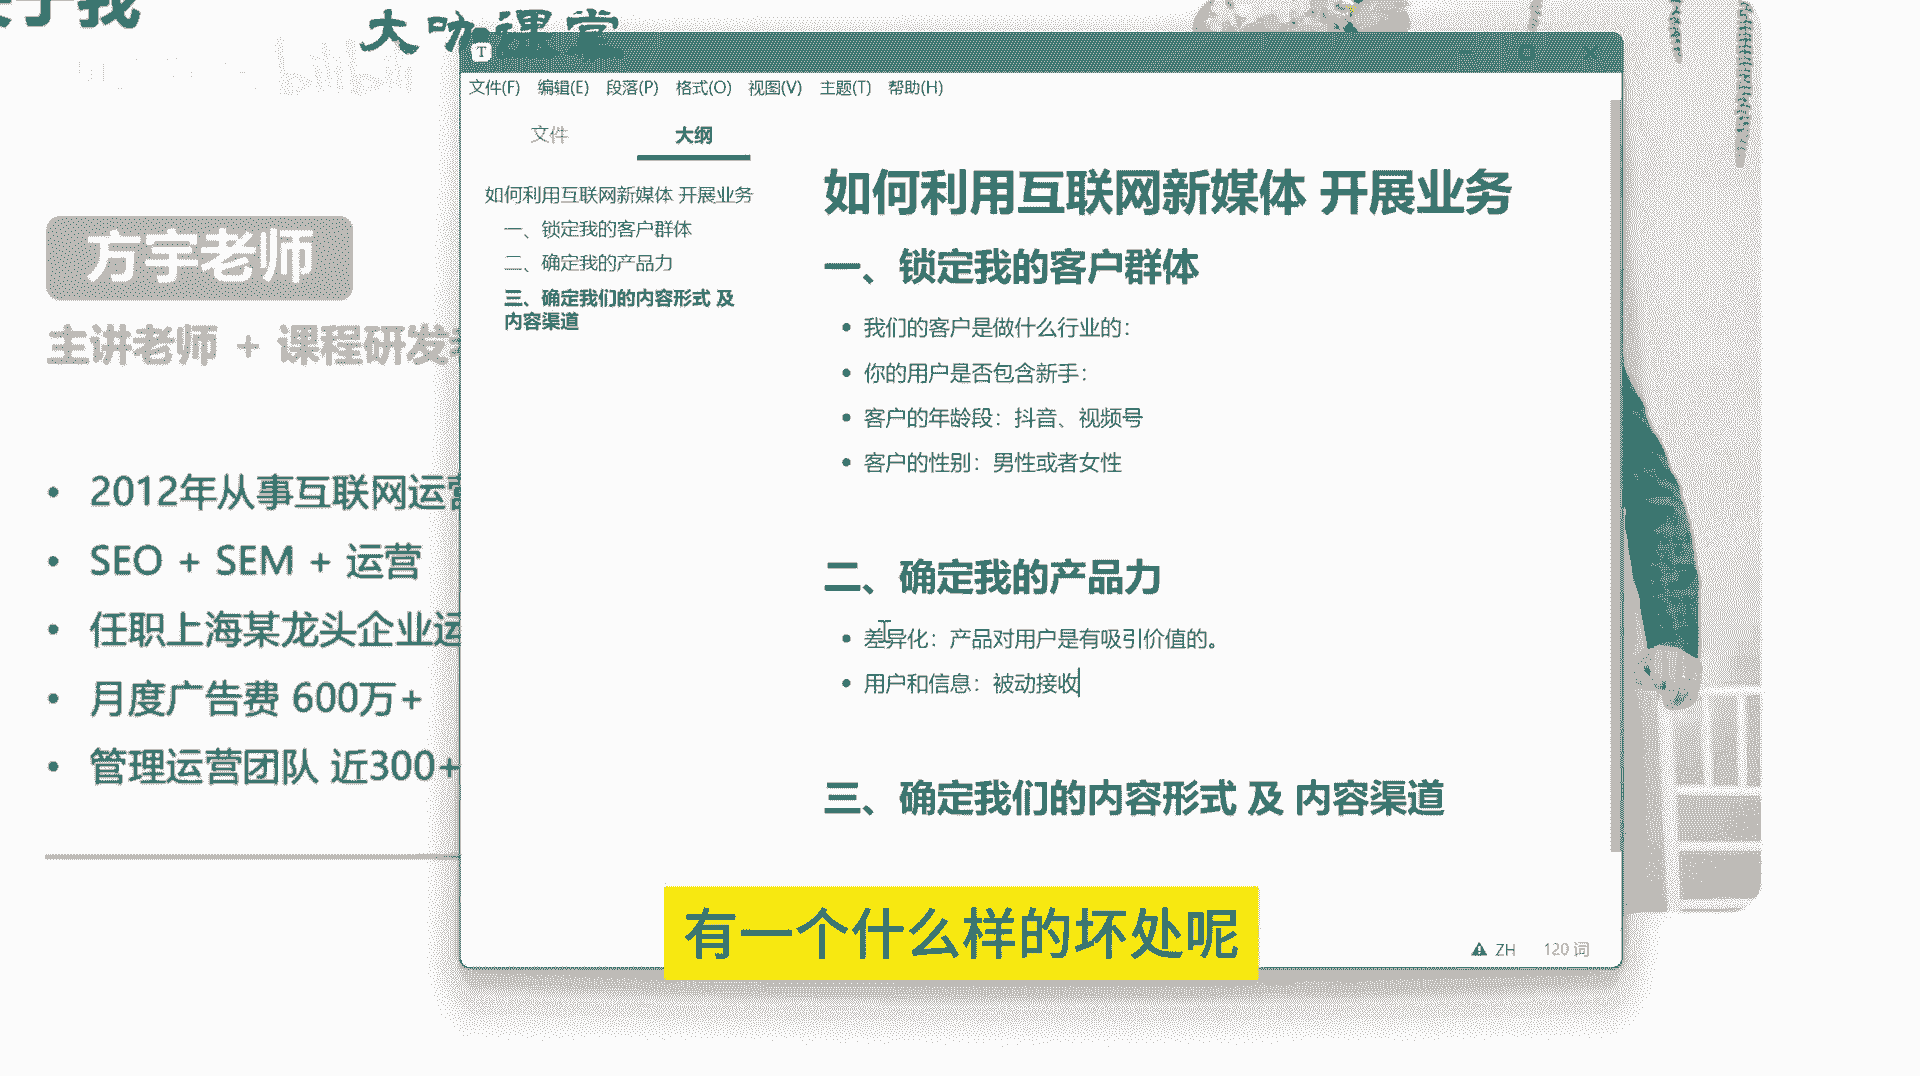 大咖课堂
bilibili
方宇老师
主讲老师 + 课程研发
2012年从事互联网运营
SEO + SEM + 运营
任职上海某龙头企业运
月度广告费 600万+
管理运营团队 近300+
T
文件(F) 编辑(E) 段落(P) 格式(O) 视图(V) 主题(T) 帮助(H)
文件 大纲
如何利用互联网新媒体 开展业务
一、锁定我的客户群体
二、确定我的产品力
三、确定我们的内容形式 及
内容渠道
如何利用互联网新媒体 开展业务
一、锁定我的客户群体
我们的客户是做什么行业的：
你的用户是否包含新手：
客户的年龄段：抖音、视频号
客户的性别：男性或者女性
二、确定我的产品力
差异化：产品对用户是有吸引价值的。
用户和信息：被动接收
三、确定我们的内容形式 及 内容渠道
有一个什么样的坏处呢
ZH 120 词